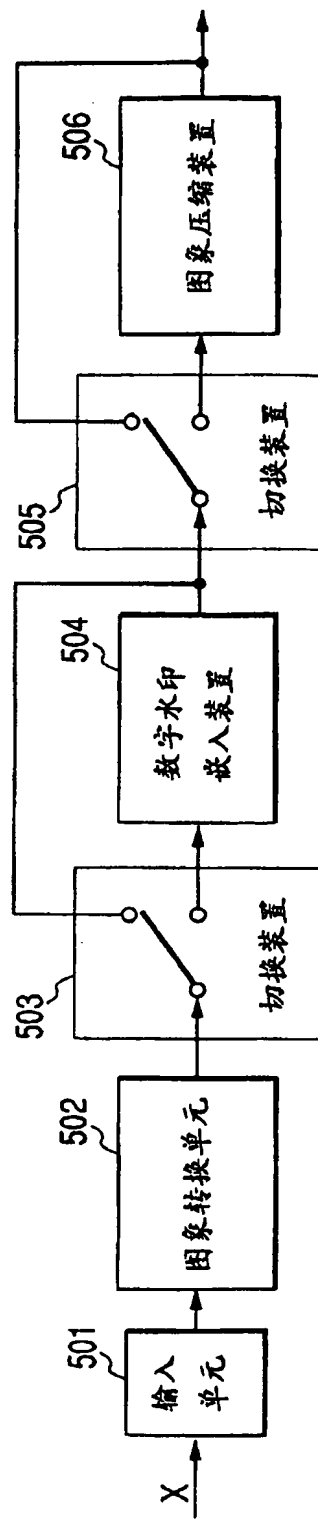 X
501
输入
单元
502
图象转换单元
503
切换装置
504
数字水印
嵌入装置
505
切换装置
506
图象压缩装置